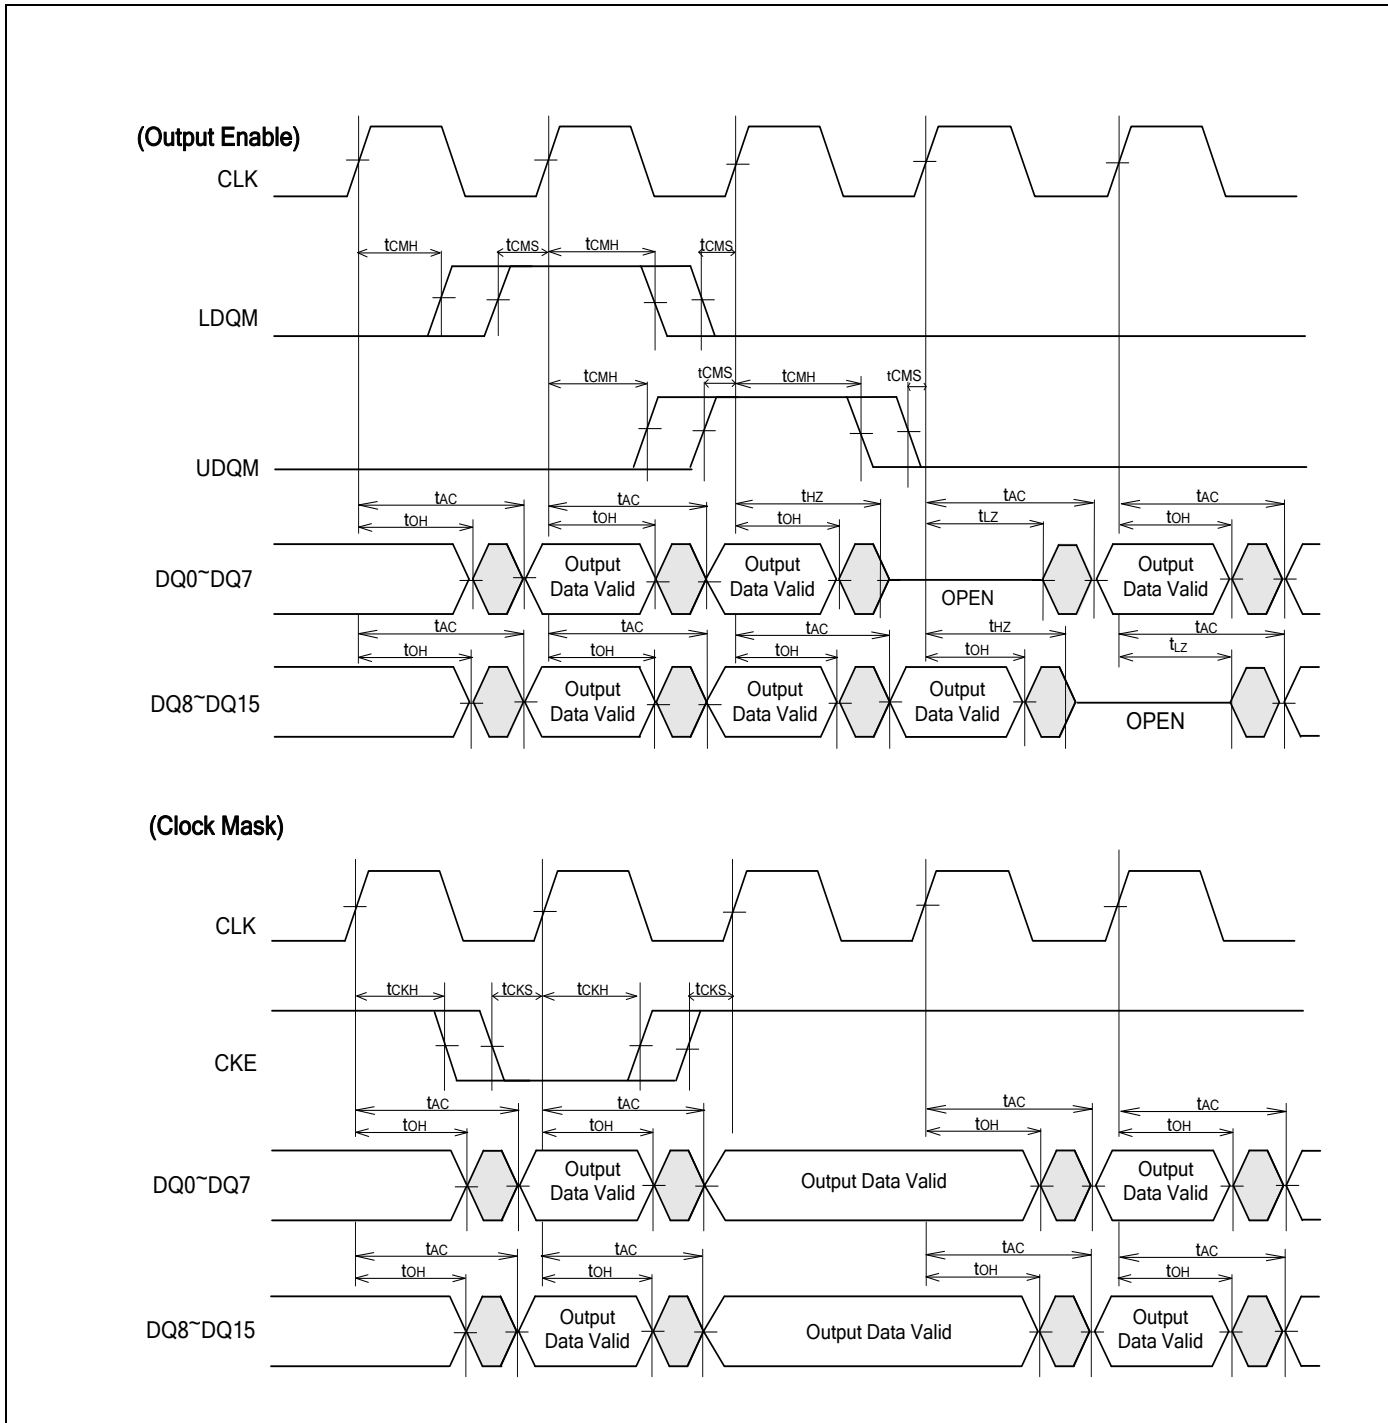 (Output Enable)
CLK
tCMH tCMS tCMH tCMS
LDQM
tCMH tCMS tCMH tCMS
UDQM
tAC tAC tHZ tAC tAC
tOH tOH tOH tLZ tOH
DQ0~DQ7
Output Output Output
Data Valid Data Valid Data Valid
OPEN
tAC tAC tAC tHZ tAC
tOH tOH tOH tOH tLZ
DQ8~DQ15
Output Output Output
Data Valid Data Valid Data Valid
OPEN
(Clock Mask)
CLK
tCKH tCKS tCKH tCKS
CKE
tAC tAC tAC tAC
tOH tOH tOH tOH
DQ0~DQ7
Output Output
Data Valid Output Data Valid Data Valid
tAC tAC tAC tAC
tOH tOH tOH tOH
DQ8~DQ15
Output Output
Data Valid Output Data Valid Data Valid